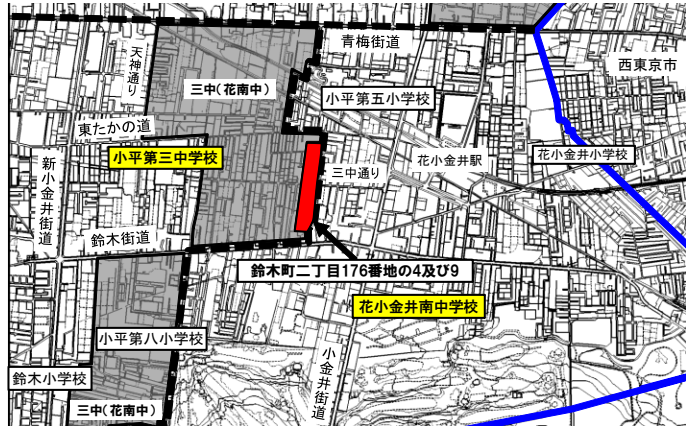 青梅街道
天神通り
西東京市
三中(花南中)
小平第五小学校
東たかの道
小平第三中学校
三中通り
花小金井駅
花小金井小学校
新小金井街道
鈴木街道
鈴木町二丁目176番地の4及び9
花小金井南中学校
小平第八小学校
小金井街道
鈴木小学校
三中(花南中)